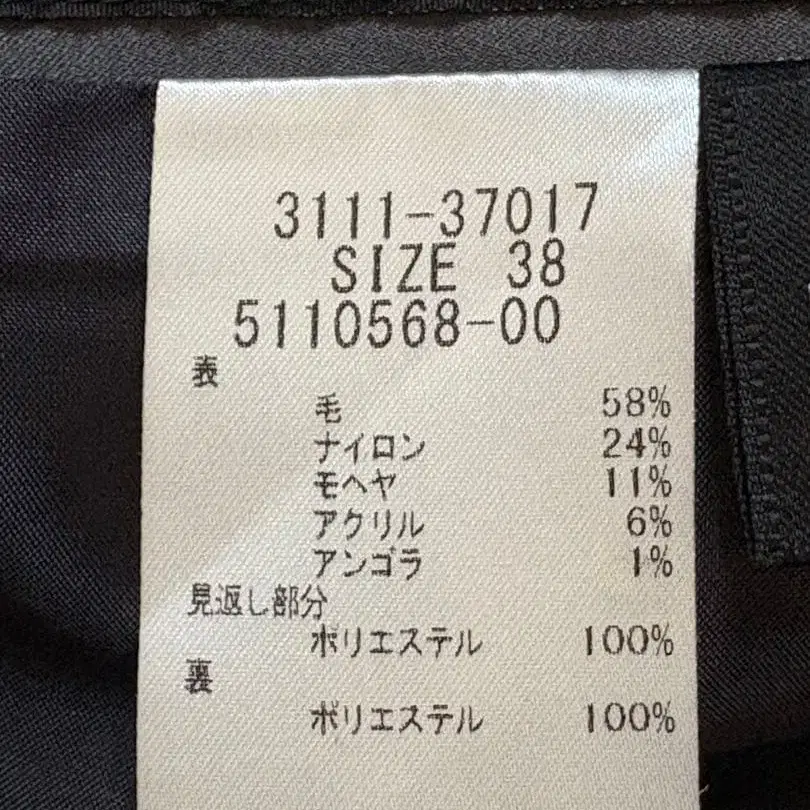 3111-37017
SIZE 38
5110568-00
表
毛 58%
ナイロン 24%
モヘヤ 11%
アクリル 6%
アンゴラ 1%
見返し部分
ポリエステル 100%
裏
ポリエステル 100%